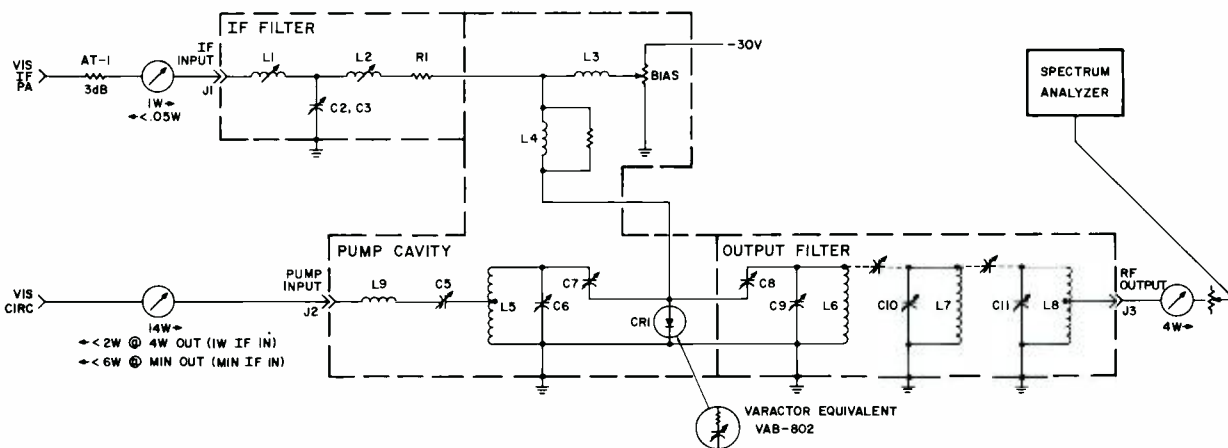 IF FILTER
VIS
IF
PA
AT-1
3dB
1W→
←<.05W
IF
INPUT
J1
L1
L2
R1
C2, C3
L3
BIAS
-30V
L4
SPECTRUM
ANALYZER
PUMP CAVITY
VIS
CIRC
14W→
←<2W @ 4W OUT (1W IF IN)
←<6W @ MIN OUT (MIN IF IN)
PUMP
INPUT
J2
L9
C5
L5
C6
C7
CR1
OUTPUT FILTER
C8
C9
L6
C10
L7
C11
L8
RF
OUTPUT
J3
4W→
VARACTOR EQUIVALENT
VAB-802